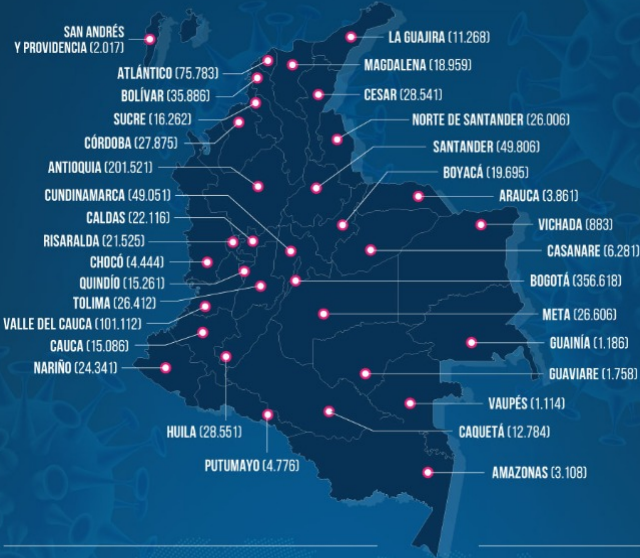 SAN ANDRÉS
Y PROVIDENCIA (2.017)
ATLÁNTICO (75.783)
BOLÍVAR (35.886)
SUCRE (16.262)
CÓRDOBA (27.875)
ANTIOQUIA (201.521)
CUNDINAMARCA (49.051)
CALDAS (22.116)
RISARALDA (21.525)
CHOCÓ (4.444)
QUINDÍO (15.261)
TOLIMA (26.412)
VALLE DEL CAUCA (101.112)
CAUCA (15.086)
NARIÑO (24.341)
HUILA (28.551)
PUTUMAYO (4.776)
LA GUAJIRA (11.268)
MAGDALENA (18.959)
CESAR (28.541)
NORTE DE SANTANDER (26.006)
SANTANDER (49.806)
BOYACÁ (19.695)
ARAUCA (3.861)
VICHADA (883)
CASANARE (6.281)
BOGOTÁ (356.618)
META (26.606)
GUAINÍA (1.186)
GUAVIARE (1.758)
VAUPÉS (1.114)
CAQUETÁ (12.784)
AMAZONAS (3.108)